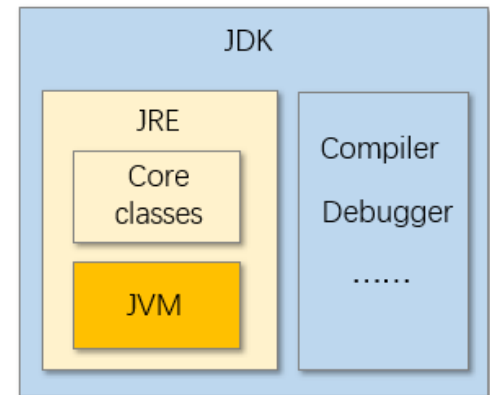 JDK
JRE
Core
classes
JVM
Compiler
Debugger
……